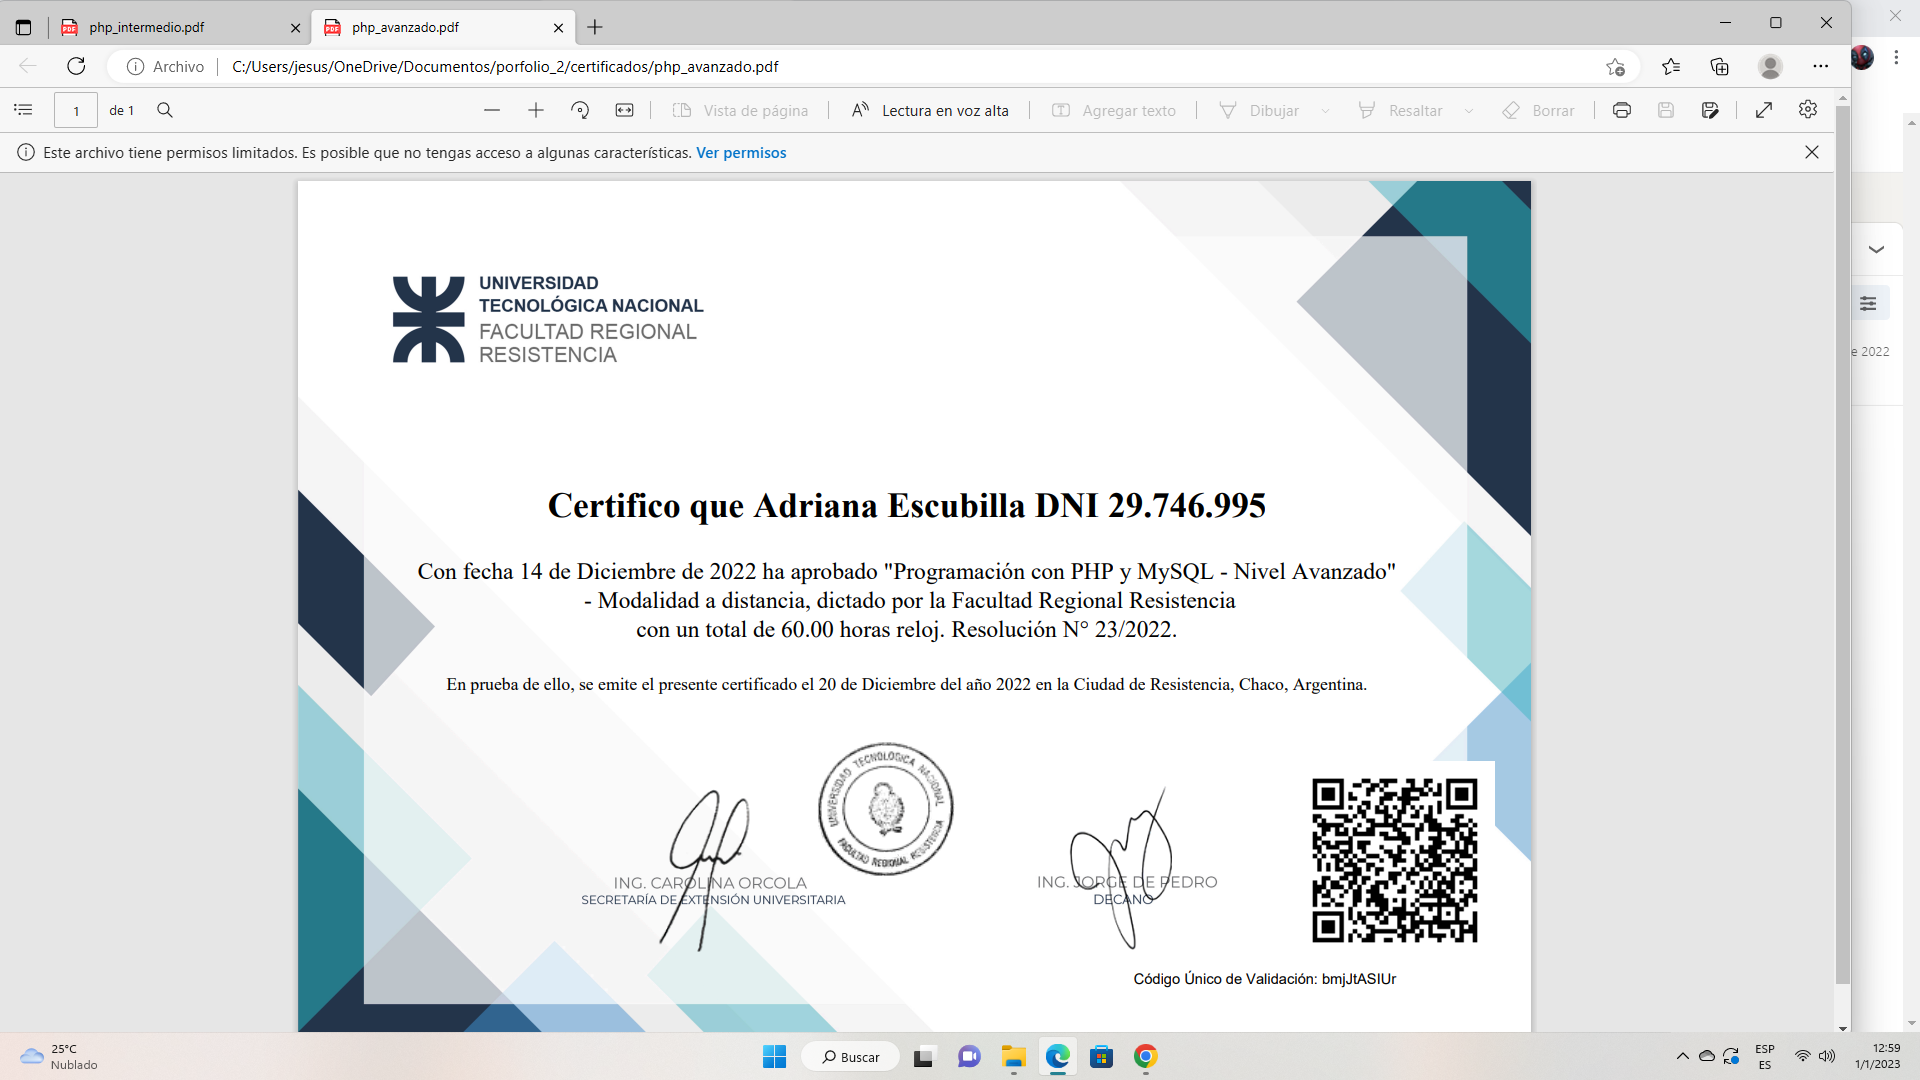 php_intermedio.pdf
php_avanzado.pdf
Archivo
C:/Users/jesus/OneDrive/Documentos/porfolio_2/certificados/php_avanzado.pdf
1 de 1
Vista de página
Lectura en voz alta
Agregar texto
Dibujar
Resaltar
Borrar
Este archivo tiene permisos limitados. Es posible que no tengas acceso a algunas características. Ver permisos
e 2022
UNIVERSIDAD
TECNOLÓGICA NACIONAL
FACULTAD REGIONAL
RESISTENCIA
Certifico que Adriana Escubilla DNI 29.746.995
Con fecha 14 de Diciembre de 2022 ha aprobado "Programación con PHP y MySQL - Nivel Avanzado"
- Modalidad a distancia, dictado por la Facultad Regional Resistencia
con un total de 60.00 horas reloj. Resolución N° 23/2022.
En prueba de ello, se emite el presente certificado el 20 de Diciembre del año 2022 en la Ciudad de Resistencia, Chaco, Argentina.
UNIVERSIDAD TECNOLOGICA NACIONAL
FACULTAD REGIONAL RESISTENCIA
ING. CAROLINA ORCOLA
SECRETARÍA DE EXTENSIÓN UNIVERSITARIA
ING. JORGE DE PEDRO
DECANO
Código Único de Validación: bmjJtASIUr
25°C
Nublado
Buscar
ESP
ES
12:59
1/1/2023